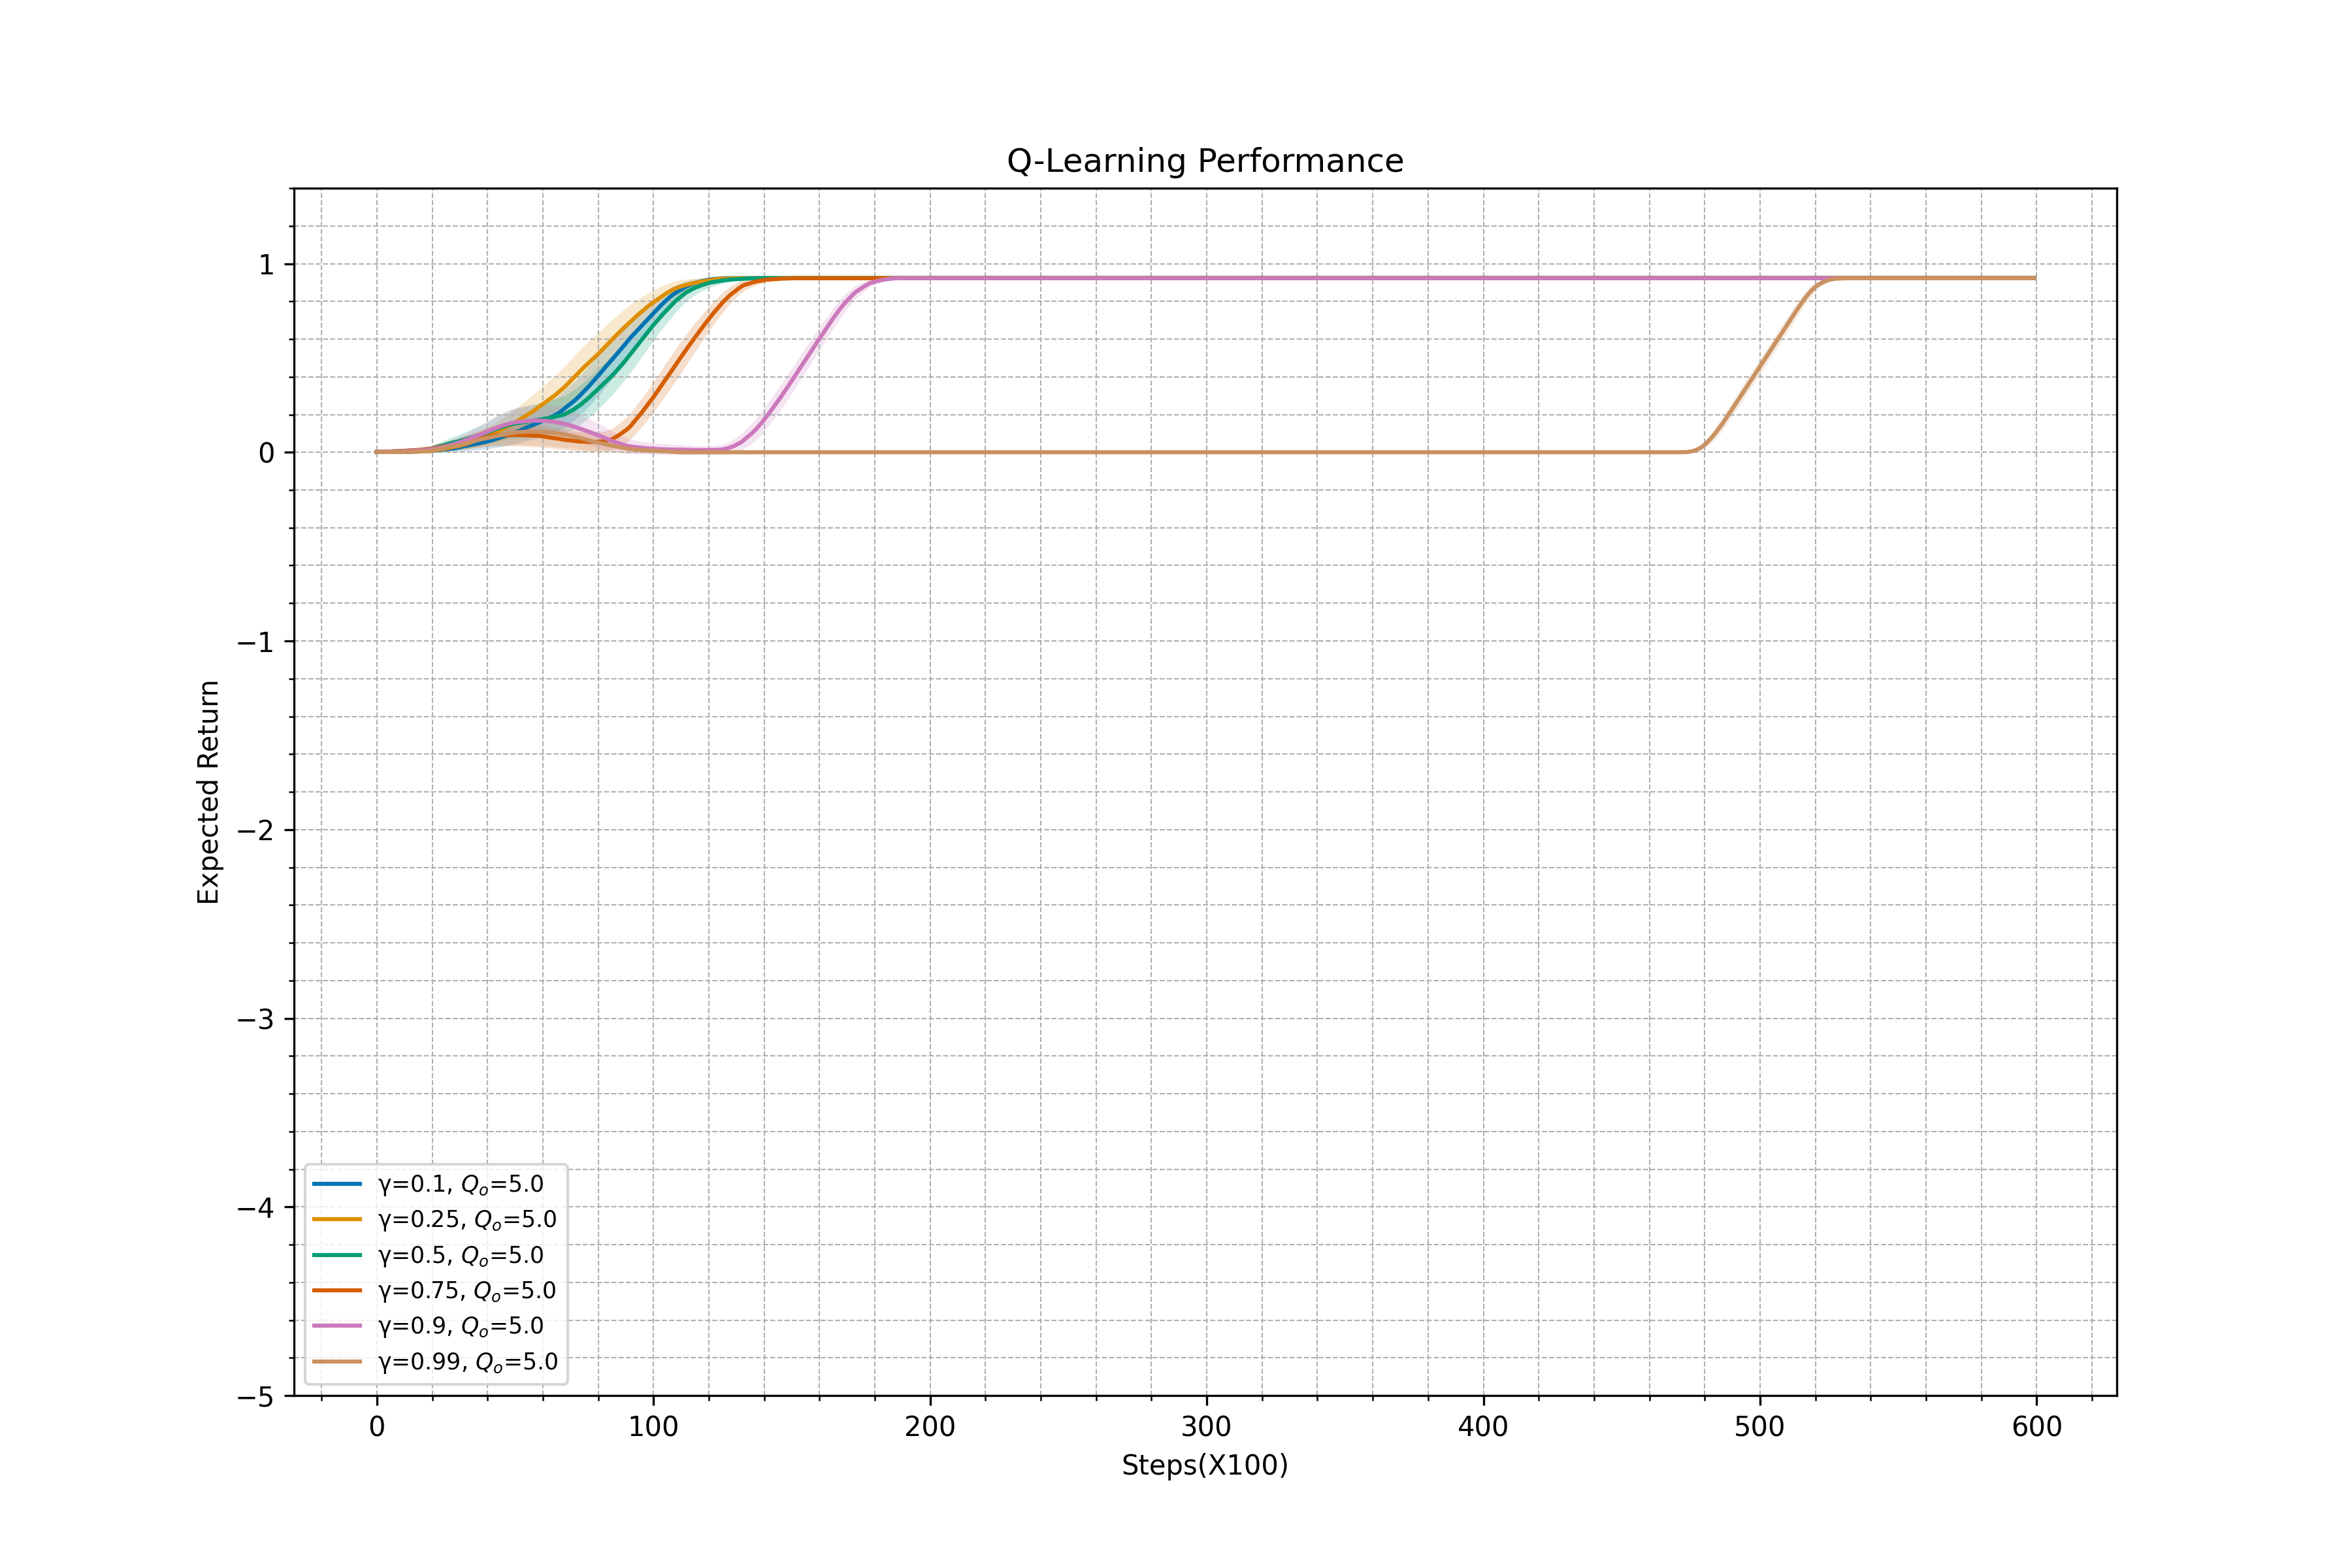 Q-Learning Performance
1
0
−1
−2
−3
−4
−5
Expected Return
γ=0.1, Qo=5.0
γ=0.25, Qo=5.0
γ=0.5, Qo=5.0
γ=0.75, Qo=5.0
γ=0.9, Qo=5.0
γ=0.99, Qo=5.0
0 100 200 300 400 500 600
Steps(X100)